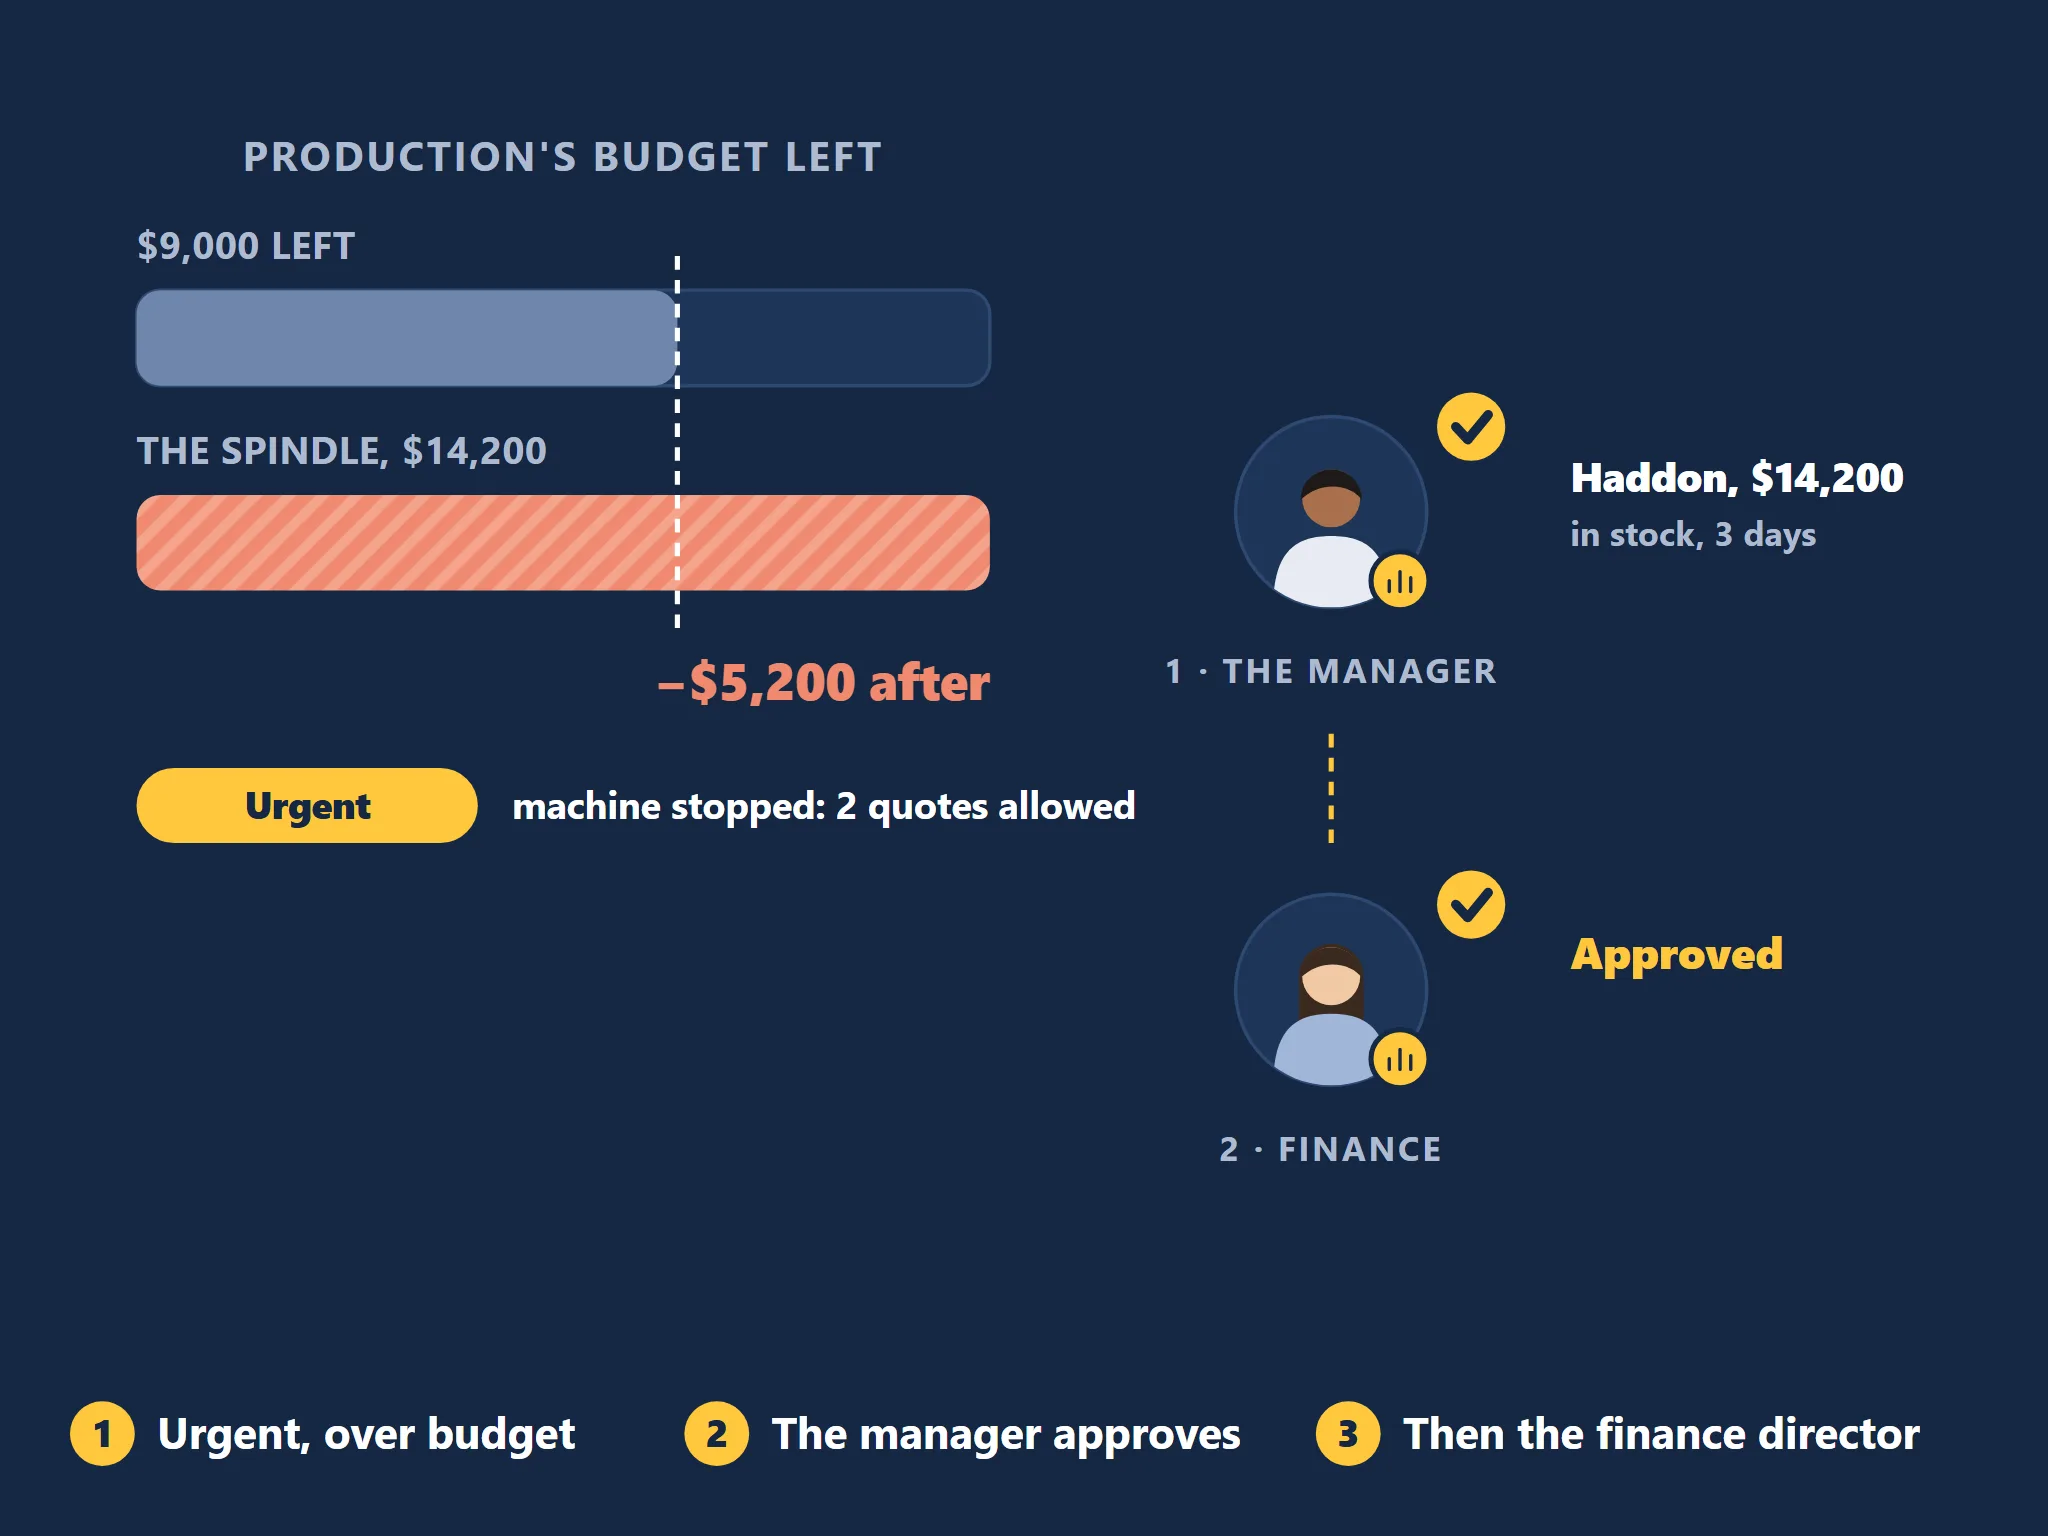 PRODUCTION'S BUDGET LEFT
$9,000 LEFT
THE SPINDLE, $14,200
–$5,200 after
Urgent
machine stopped: 2 quotes allowed
Haddon, $14,200
in stock, 3 days
1 · THE MANAGER
Approved
2 · FINANCE
1 Urgent, over budget
2 The manager approves
3 Then the finance director